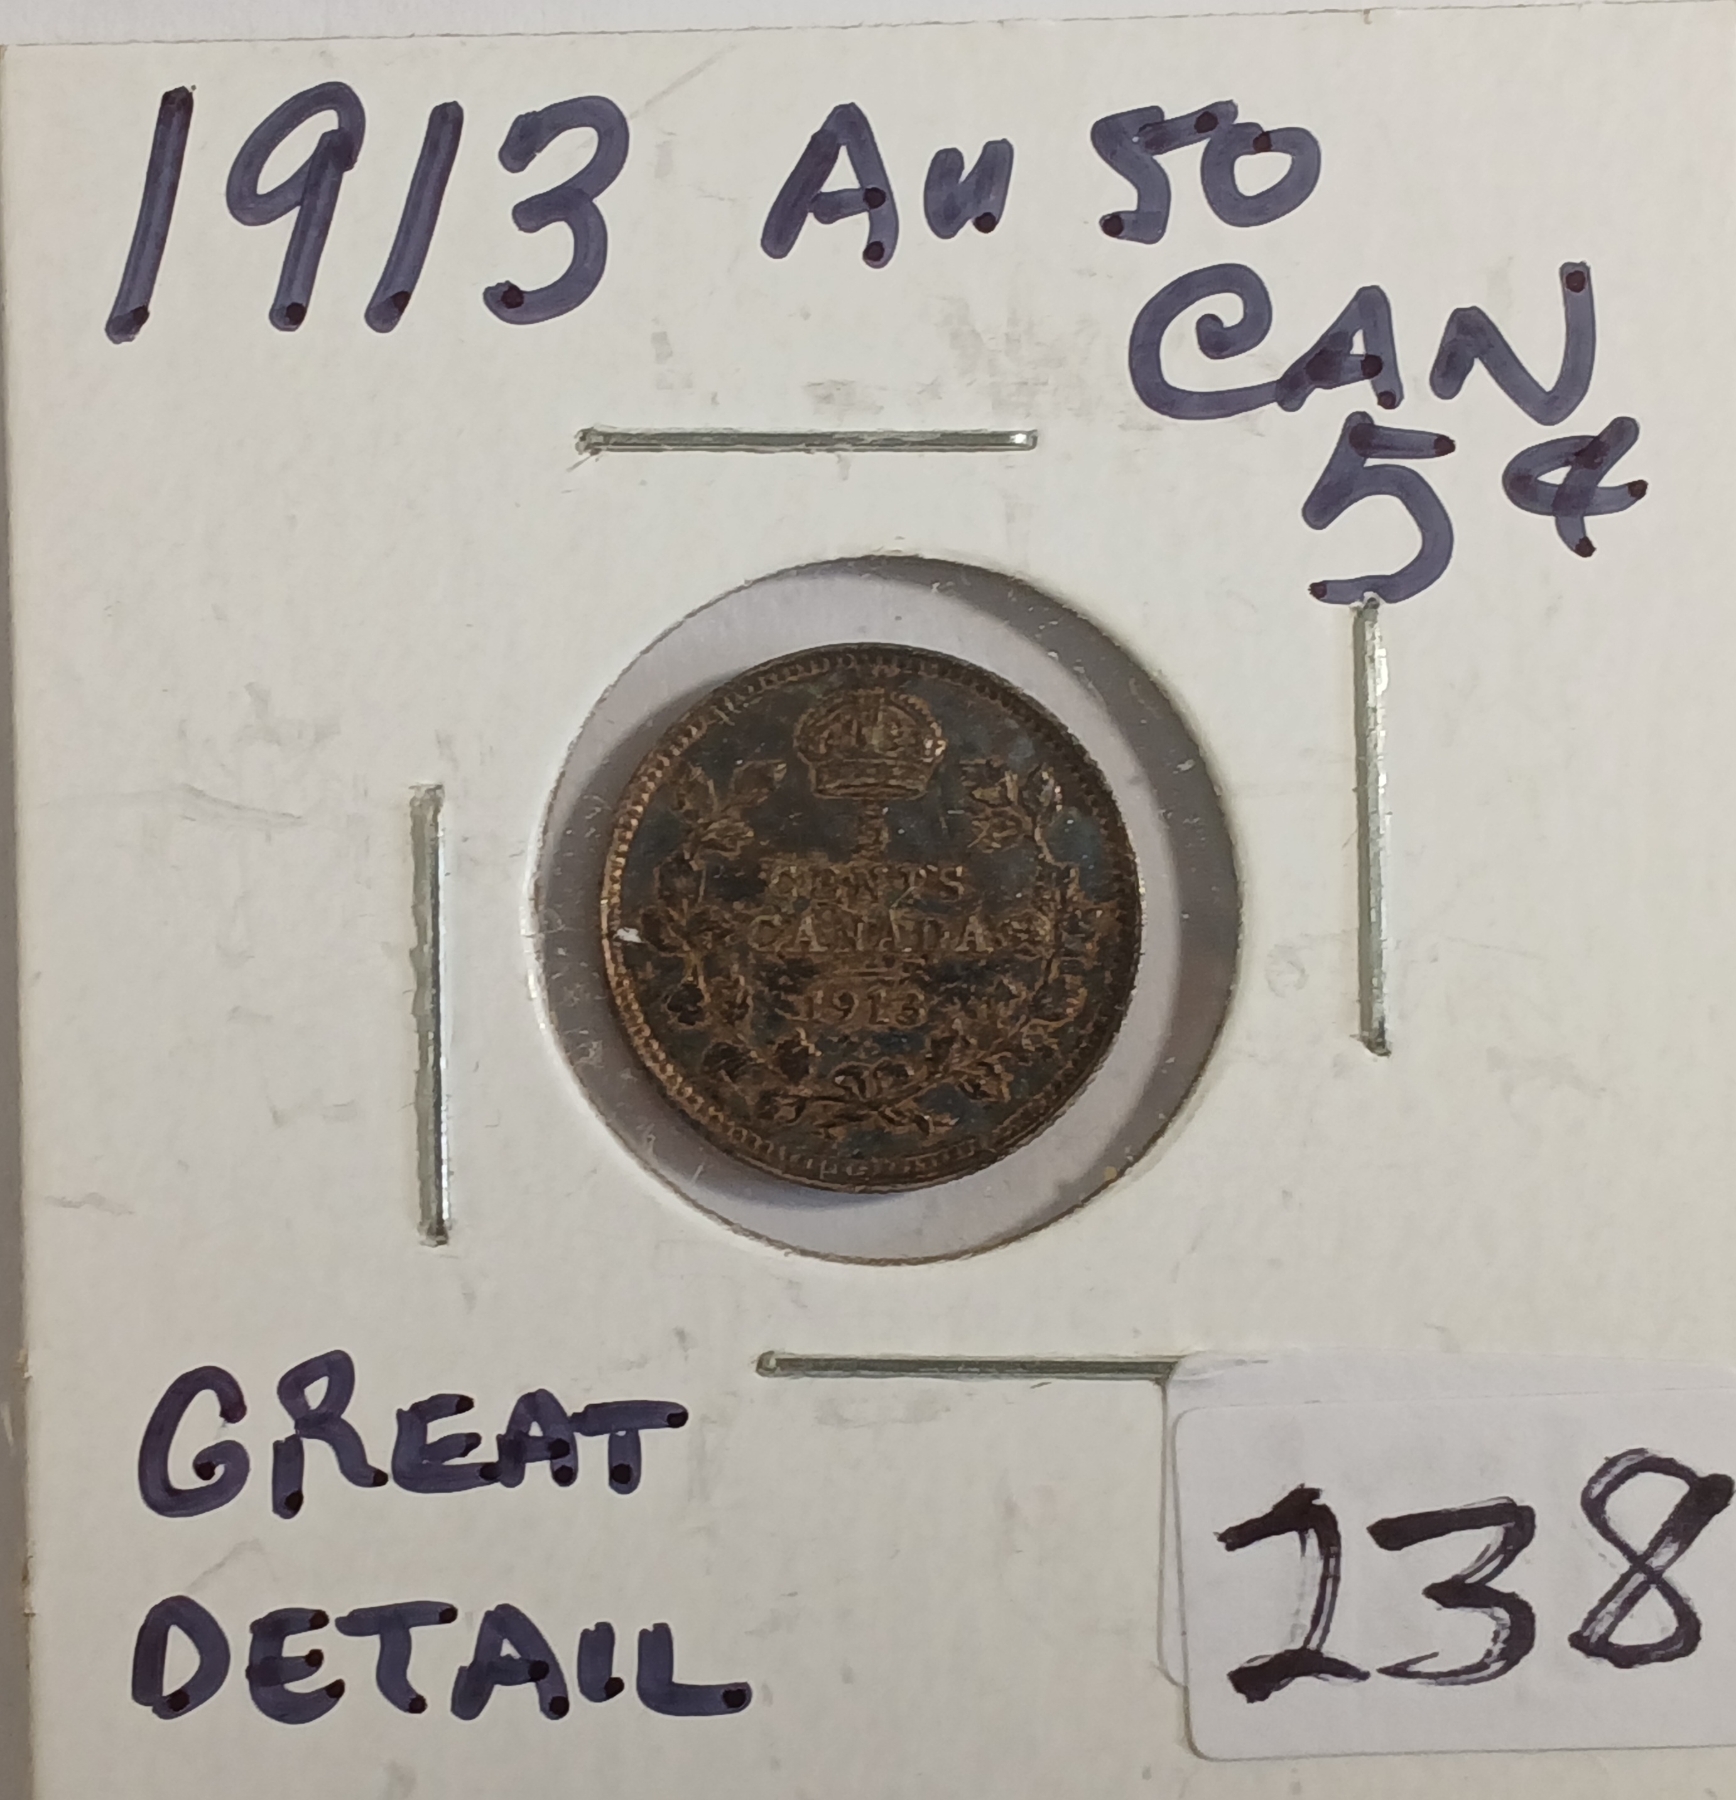 1913 Au 50
CAN
5¢
5
CENTS
CANADA
1913
GREAT
DETAIL
238